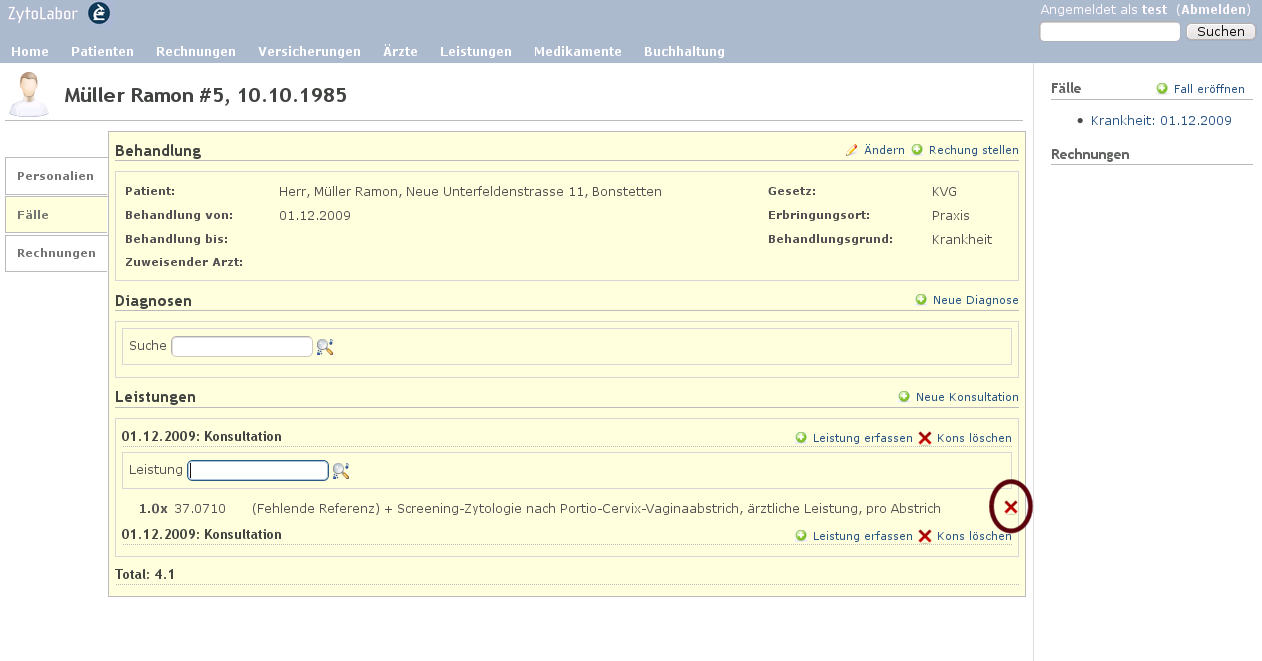 ZytoLabor
Angemeldet als test (Abmelden)
Suchen
Home Patienten Rechnungen Versicherungen Ärzte Leistungen Medikamente Buchhaltung
Müller Ramon #5, 10.10.1985
Personalien
Fälle
Rechnungen
Behandlung Ändern Rechung stellen
Patient: Herr, Müller Ramon, Neue Unterfeldenstrasse 11, Bonstetten Gesetz: KVG
Behandlung von: 01.12.2009 Erbringungsort: Praxis
Behandlung bis: Behandlungsgrund: Krankheit
Zuweisender Arzt:
Diagnosen Neue Diagnose
Suche
Leistungen Neue Konsultation
01.12.2009: Konsultation Leistung erfassen Kons löschen
Leistung
1.0x 37.0710 (Fehlende Referenz) + Screening-Zytologie nach Portio-Cervix-Vaginaabstrich, ärztliche Leistung, pro Abstrich
01.12.2009: Konsultation Leistung erfassen Kons löschen
Total: 4.1
Fälle Fall eröffnen
• Krankheit: 01.12.2009
Rechnungen